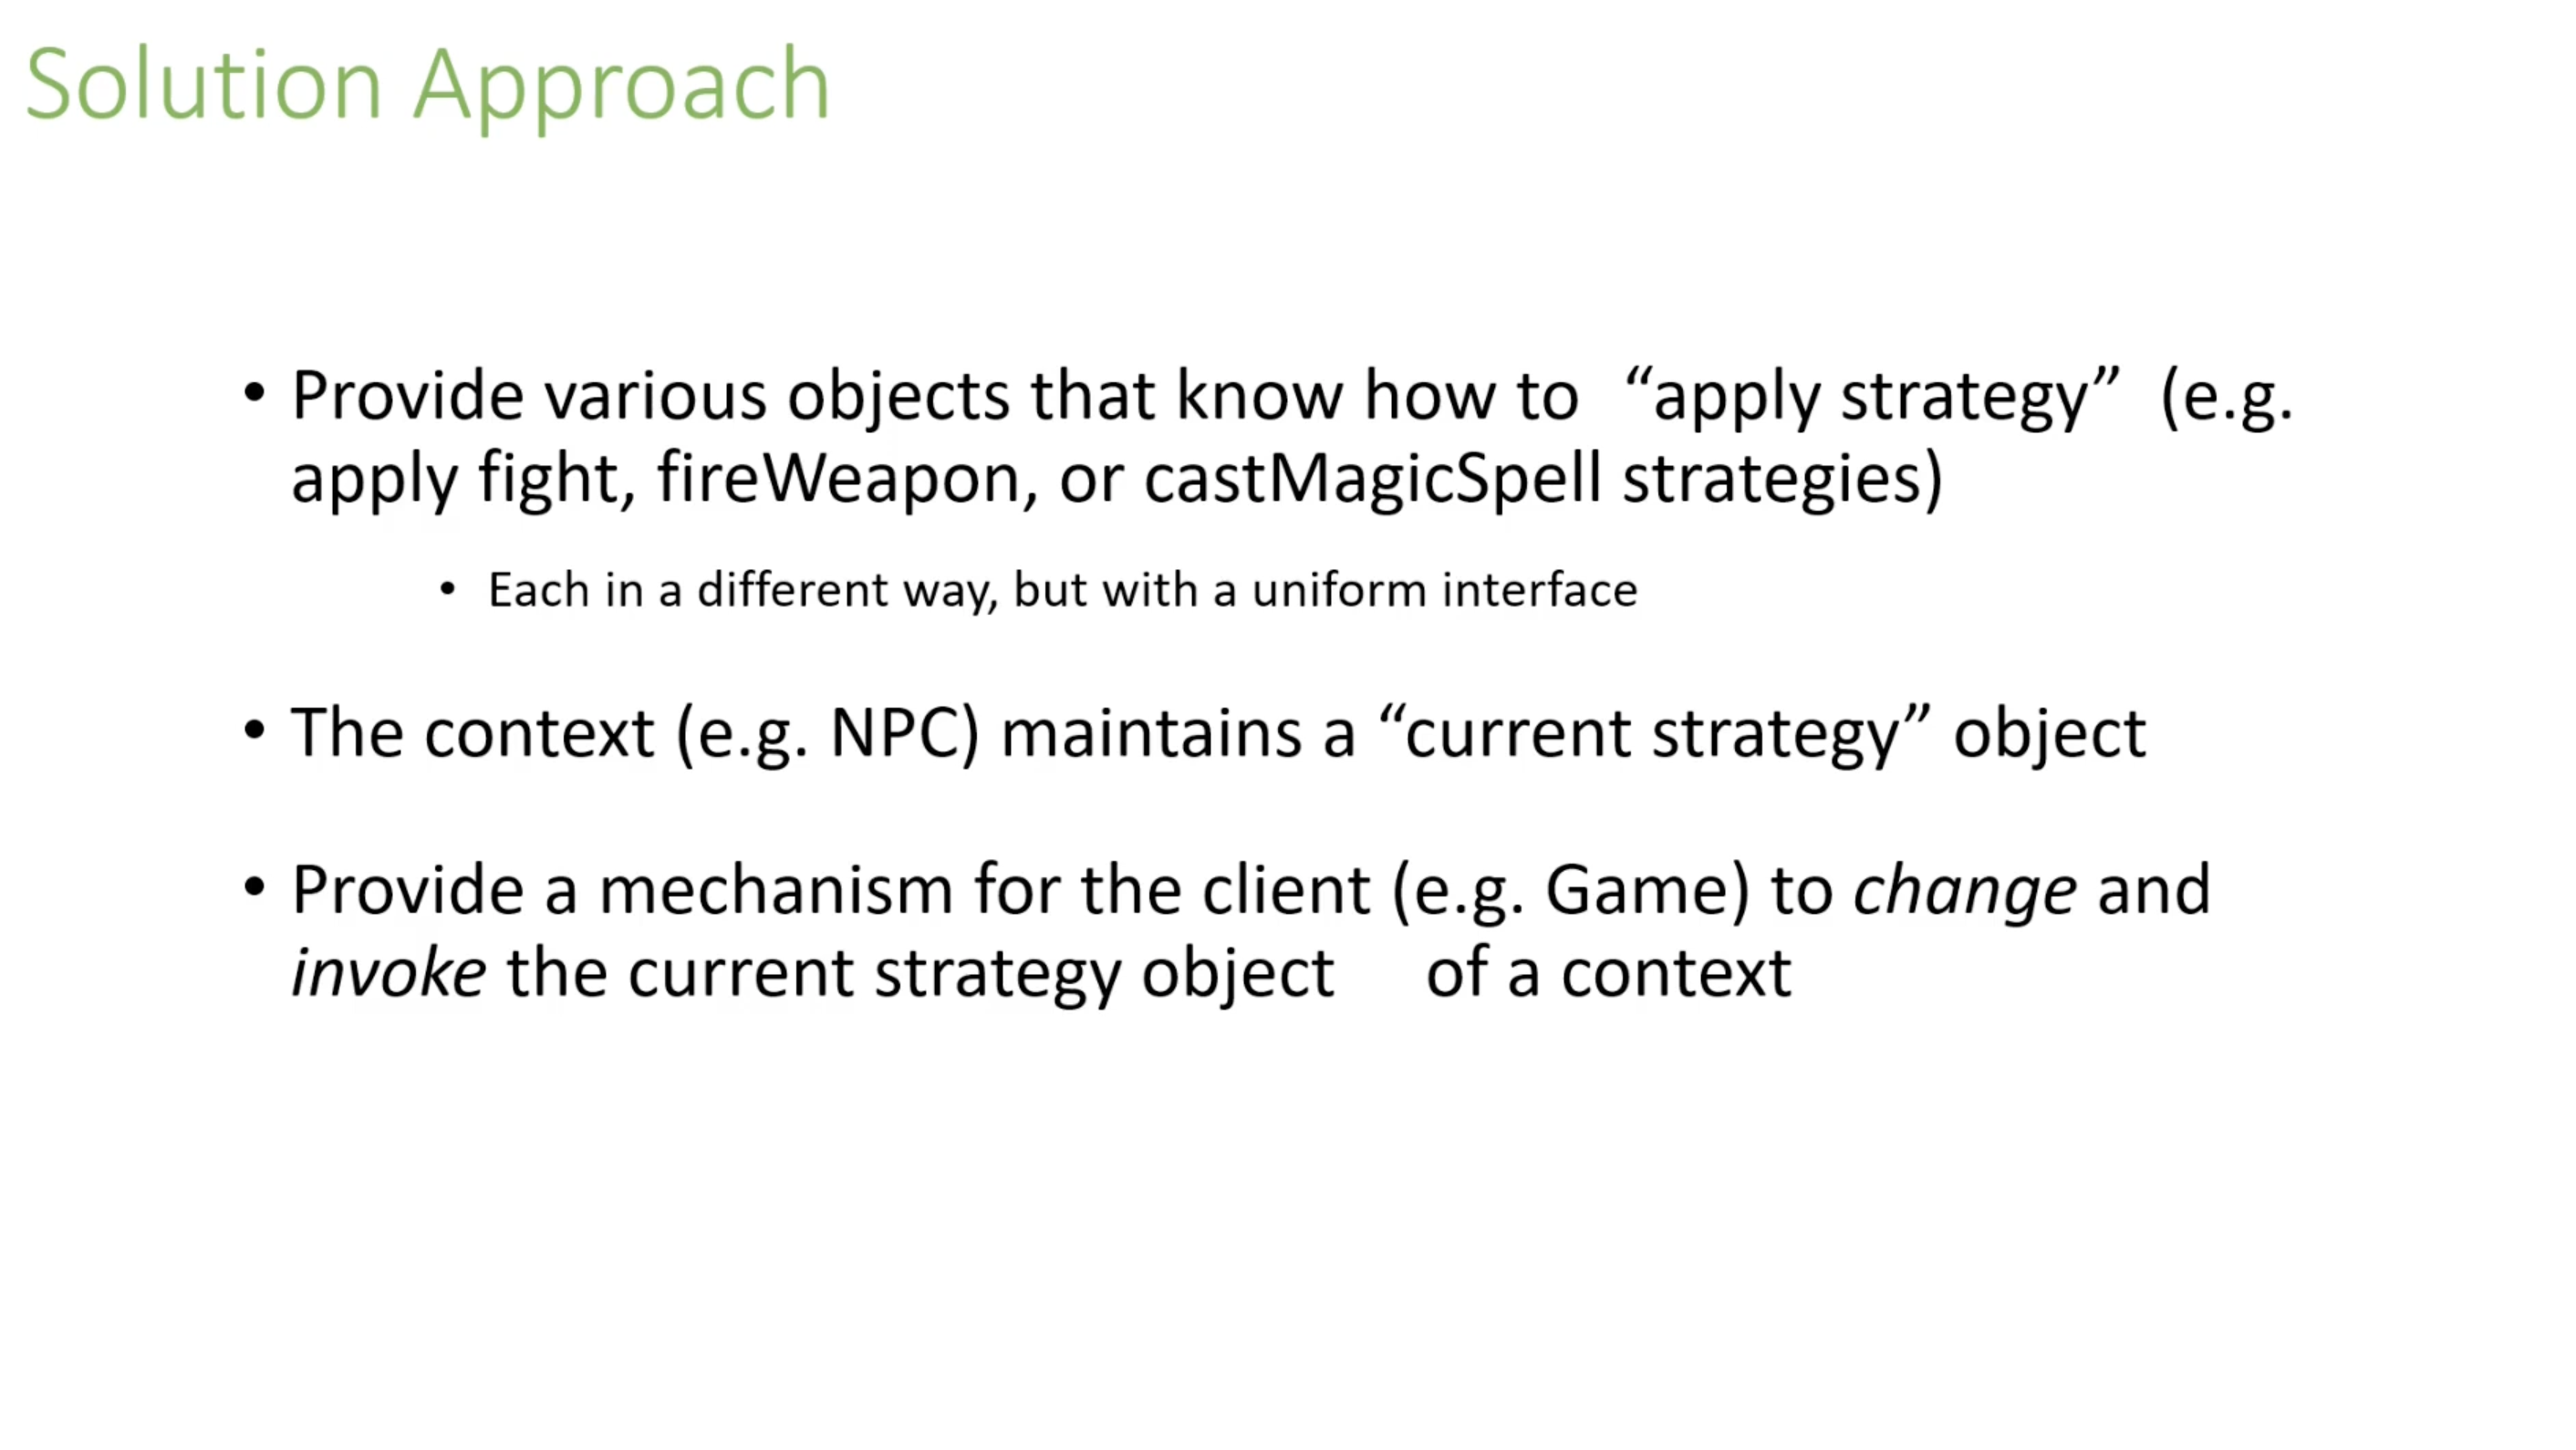 Solution Approach
• Provide various objects that know how to “apply strategy” (e.g.
apply fight, fireWeapon, or castMagicSpell strategies)
• Each in a different way, but with a uniform interface
• The context (e.g. NPC) maintains a “current strategy” object
• Provide a mechanism for the client (e.g. Game) to change and
invoke the current strategy object of a context